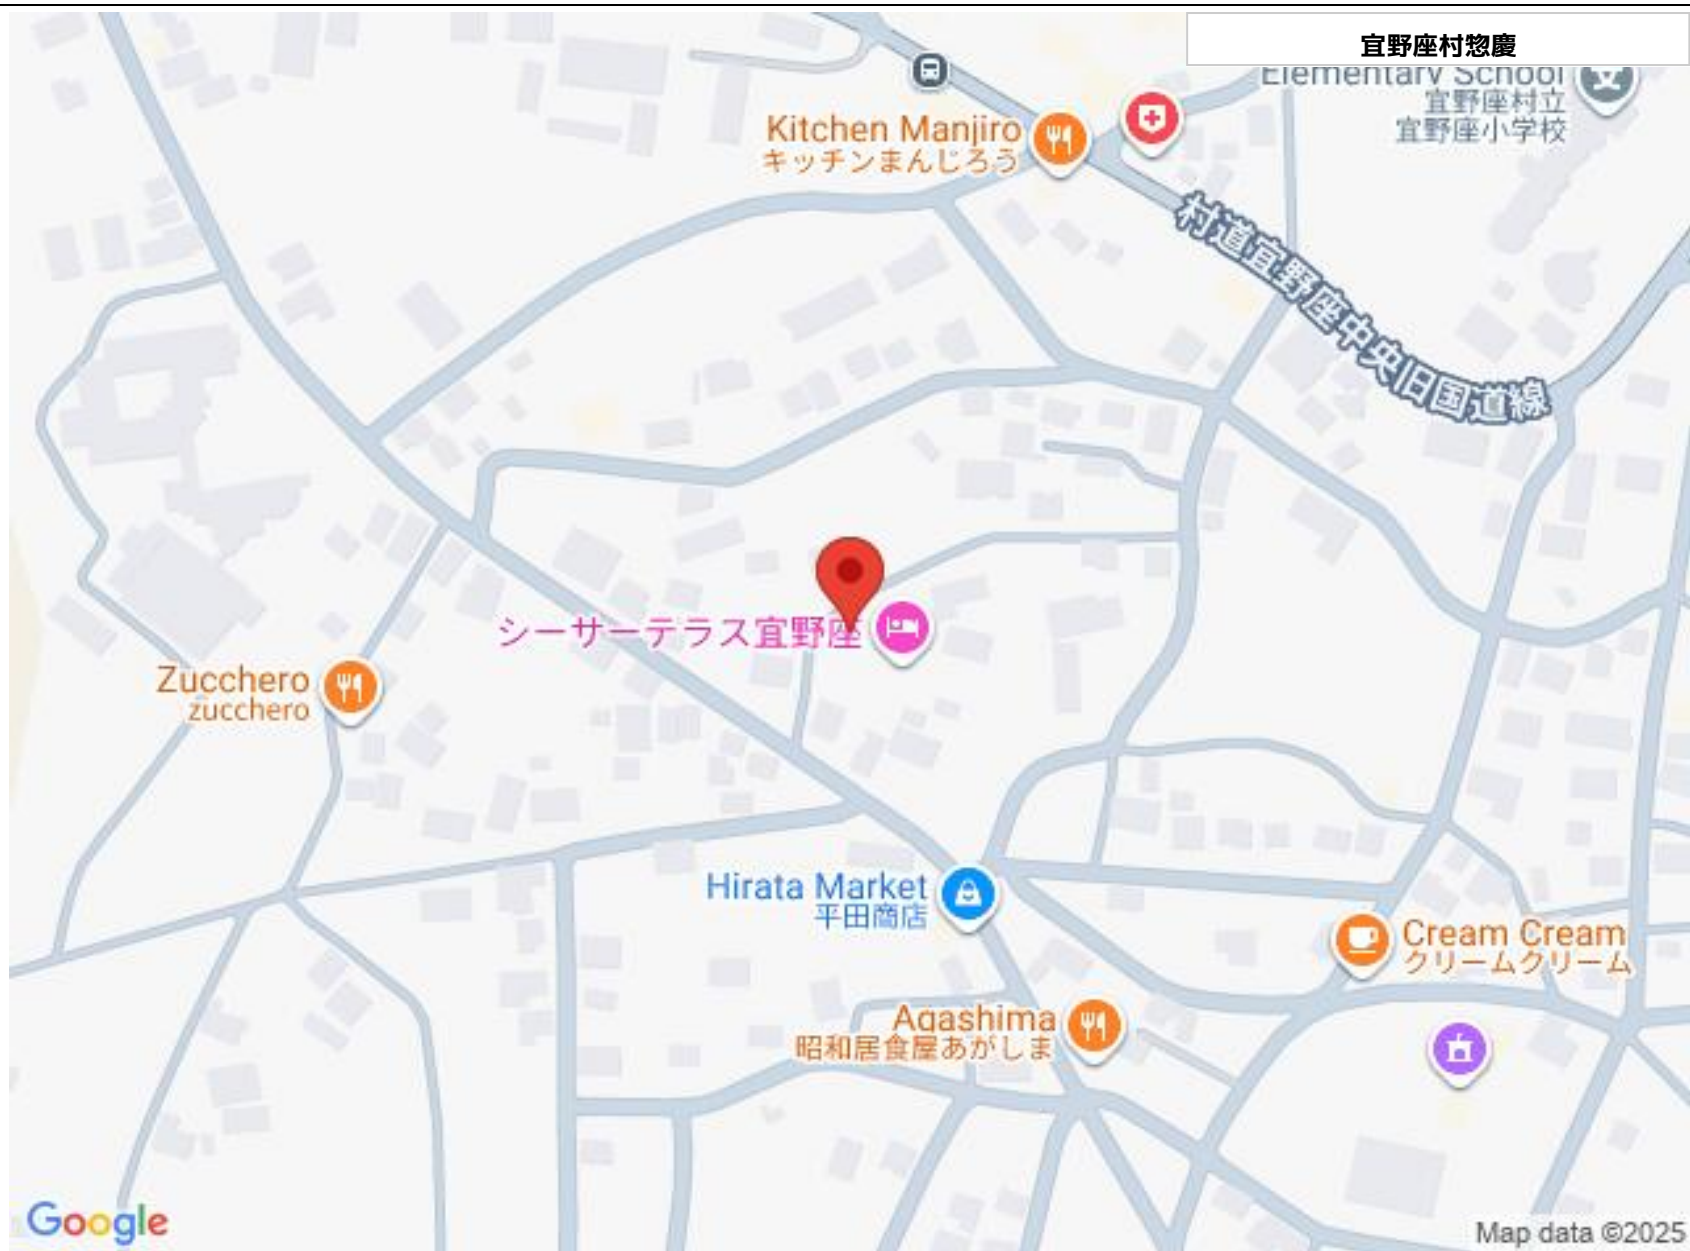 宜野座村惣慶
Elementary School
宜野座村立
宜野座小学校
Kitchen Manjiro
キッチンまんじろう
村道宜野座中央旧国道線
シーサーテラス宜野座
Zucchero
zucchero
Hirata Market
平田商店
Cream Cream
クリームクリーム
Agashima
昭和居食屋あがしま
Google
Map data ©2025